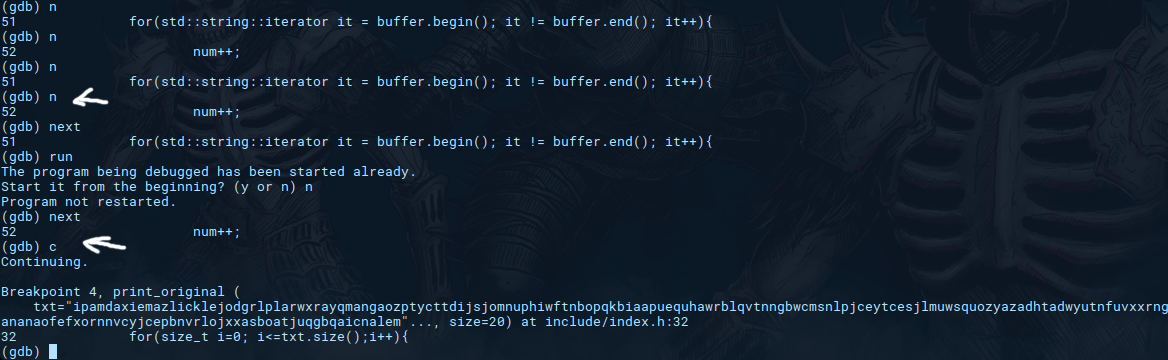 (gdb) n
51              for(std::string::iterator it = buffer.begin(); it != buffer.end(); it++){
(gdb) n
52                      num++;
(gdb) n
51              for(std::string::iterator it = buffer.begin(); it != buffer.end(); it++){
(gdb) n
52                      num++;
(gdb) next
51              for(std::string::iterator it = buffer.begin(); it != buffer.end(); it++){
(gdb) run
The program being debugged has been started already.
Start it from the beginning? (y or n) n
Program not restarted.
(gdb) next
52                      num++;
(gdb) c
Continuing.
Breakpoint 4, print_original (
    txt="ipamdaxiemazlicklejodgrlplarwxrayqmangaozptycttdijsjomnuphiwftnbopqkbiaapuequhawrblqvtnngbwcmsnlpjceytcesjlmuwsquozyazadhtadwyutnfuvxxrng
ananaofefxornnvcyjcepbnvrlojxxasboatjuqgbqaicnalem"..., size=20) at include/index.h:32
32              for(size_t i=0; i<=txt.size();i++){
(gdb)